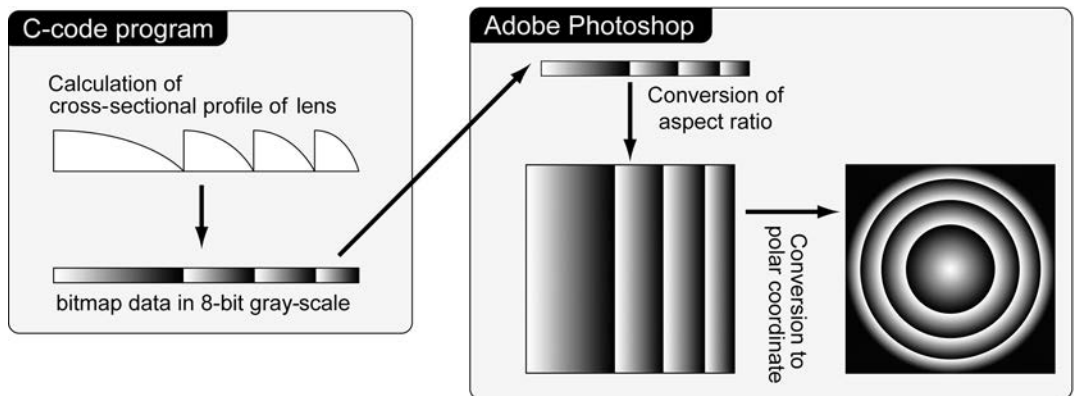 C-code program
Calculation of
cross-sectional profile of lens
bitmap data in 8-bit gray-scale
Adobe Photoshop
Conversion of
aspect ratio
Conversion to
polar coordinate